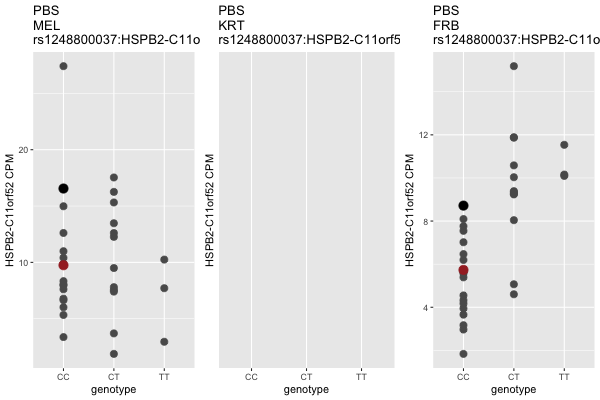 PBS
MEL
rs1248800037:HSPB2-C11o
HSPB2-C11orf52 CPM
20
10
CC
CT
TT
genotype
PBS
KRT
rs1248800037:HSPB2-C11orf5
HSPB2-C11orf52 CPM
CC
CT
TT
genotype
PBS
FRB
rs1248800037:HSPB2-C11o
HSPB2-C11orf52 CPM
12
8
4
CC
CT
TT
genotype